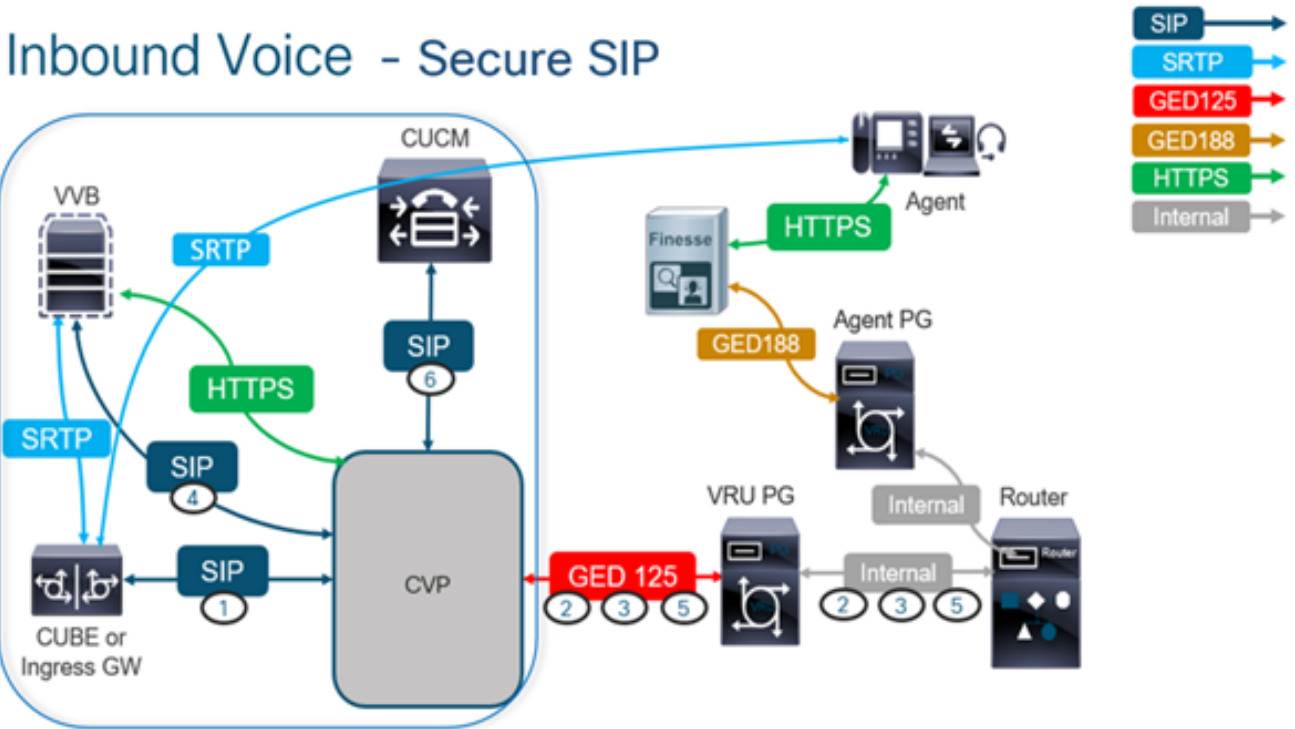 Inbound Voice - Secure SIP
SIP
SRTP
GED125
GED188
HTTPS
Internal
CUCM
VVB
SRTP
Agent
HTTPS
Finesse
SIP
6
GED188
Agent PG
HTTPS
SRTP
SIP
4
VRU PG
Internal
Router
Router
SIP
1
CVP
GED 125
2 3 5
Internal
2 3 5
CUBE or
Ingress GW